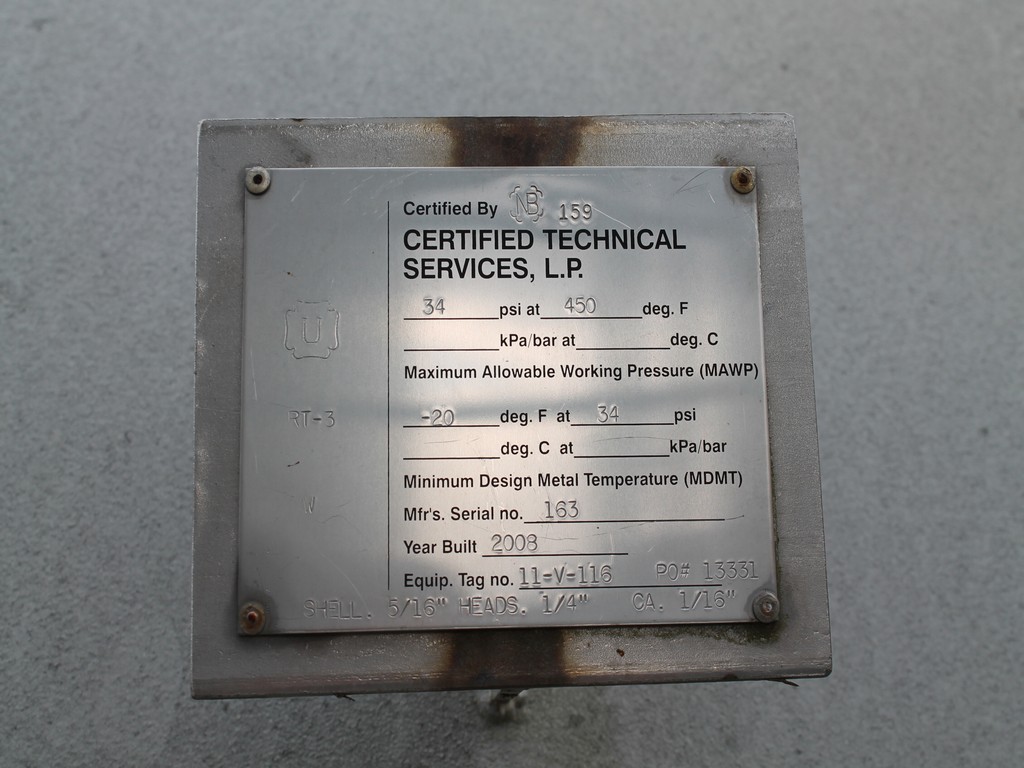 Certified By NB 159
CERTIFIED TECHNICAL
SERVICES, L.P.
34 psi at 450 deg. F
kPa/bar at deg. C
Maximum Allowable Working Pressure (MAWP)
U
RT-3
-20 deg. F at 34 psi
deg. C at kPa/bar
Minimum Design Metal Temperature (MDMT)
W
Mfr's. Serial no. 163
Year Built 2008
Equip. Tag no. 11-V-116 PO# 13331
SHELL. 5/16" HEADS. 1/4" CA. 1/16"